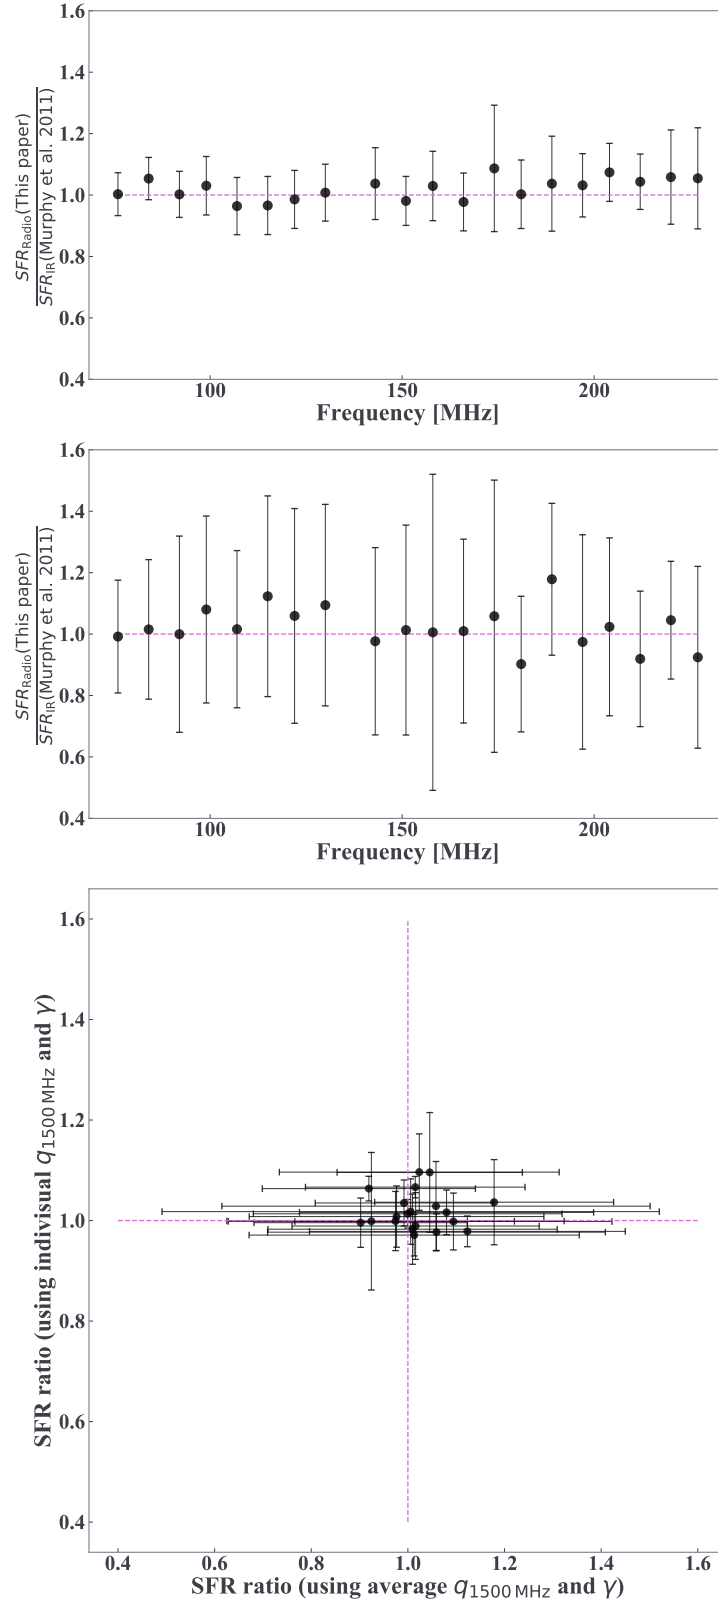 1.6
1.4
1.2
1.0
0.8
0.6
0.4
SFR_Radio(This paper)
SFR_IR(Murphy et al. 2011)
100 150 200
Frequency [MHz]
1.6
1.4
1.2
1.0
0.8
0.6
0.4
SFR_Radio(This paper)
SFR_IR(Murphy et al. 2011)
100 150 200
Frequency [MHz]
1.6
1.4
1.2
1.0
0.8
0.6
0.4
SFR ratio (using indivisual q_1500 MHz and γ)
0.4 0.6 0.8 1.0 1.2 1.4 1.6
SFR ratio (using average q_1500 MHz and γ)